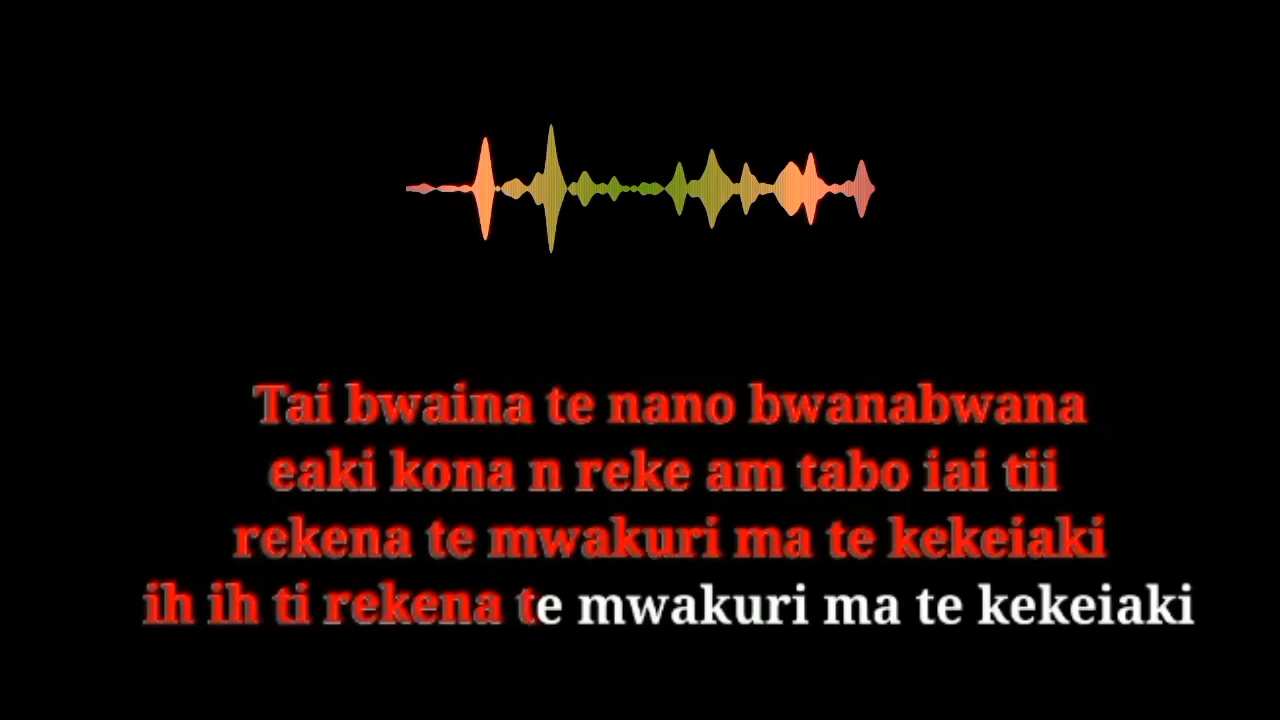 Tai bwaina te nano bwanabwana
eaki kona n reke am tabo iai tii
rekena te mwakuri ma te kekeiaki
ih ih ti rekena te mwakuri ma te kekeiaki